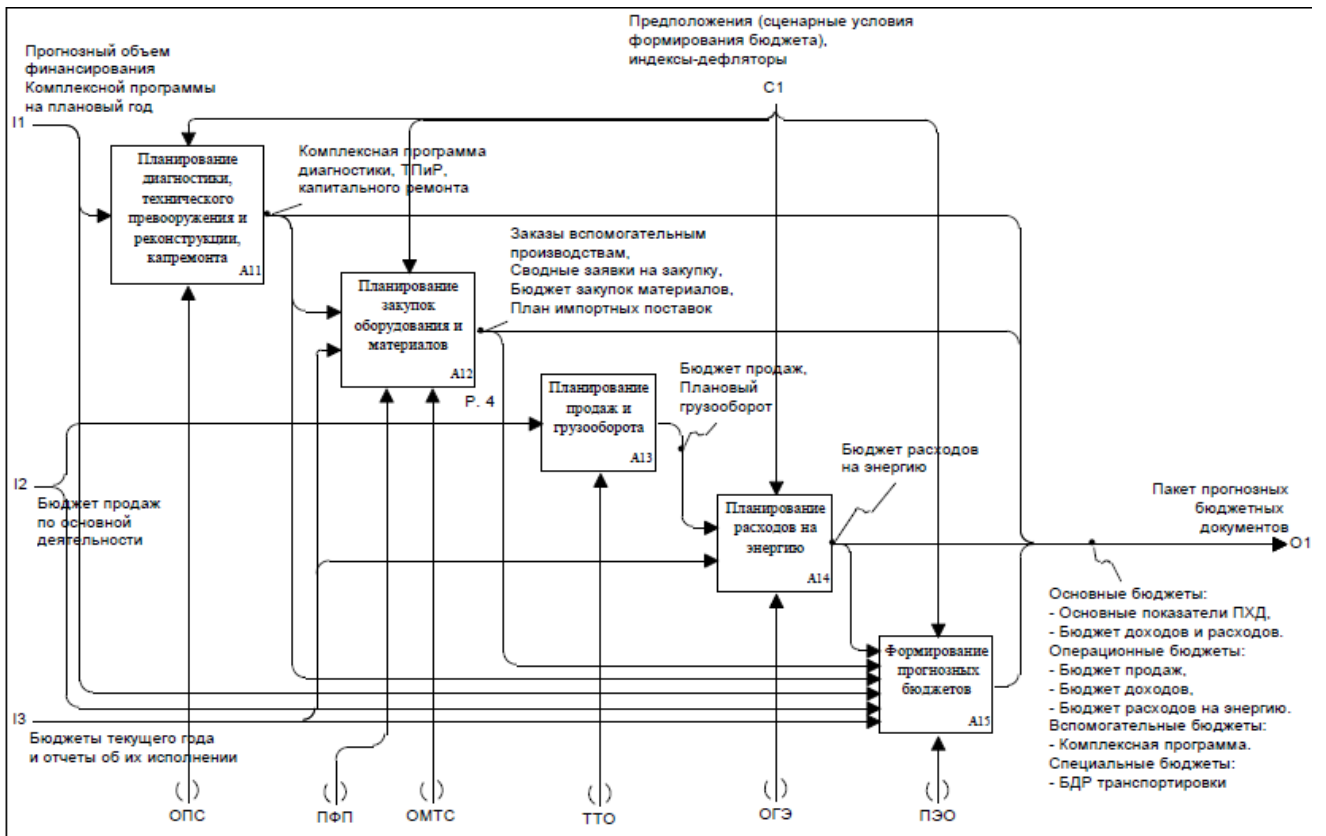 Предположения (сценарные условия
формирования бюджета),
индексы-дефляторы
C1
Прогнозный объем
финансирования
Комплексной программы
на плановый год
I1
Планирование
диагностики,
технического
превооружения и
реконструкции,
капремонта
A11
Комплексная программа
диагностики, ТПиР,
капитального ремонта
Заказы вспомогательным
производствам,
Сводные заявки на закупку,
Бюджет закупок материалов,
План импортных поставок
Планирование
закупок
оборудования и
материалов
A12
P. 4
Бюджет продаж,
Плановый
грузооборот
Планирование
продаж и
грузооборота
A13
I2
Бюджет продаж
по основной
деятельности
Бюджет расходов
на энергию
Планирование
расходов на
энергию
A14
Пакет прогнозных
бюджетных
документов
O1
Основные бюджеты:
- Основные показатели ПХД,
- Бюджет доходов и расходов.
Операционные бюджеты:
- Бюджет продаж,
- Бюджет доходов,
- Бюджет расходов на энергию.
Вспомогательные бюджеты:
- Комплексная программа.
Специальные бюджеты:
- БДР транспортировки
Формирование
прогнозных
бюджетов
A15
I3
Бюджеты текущего года
и отчеты об их исполнении
ОПС
ПФП
ОМТС
ТТО
ОГЭ
ПЭО